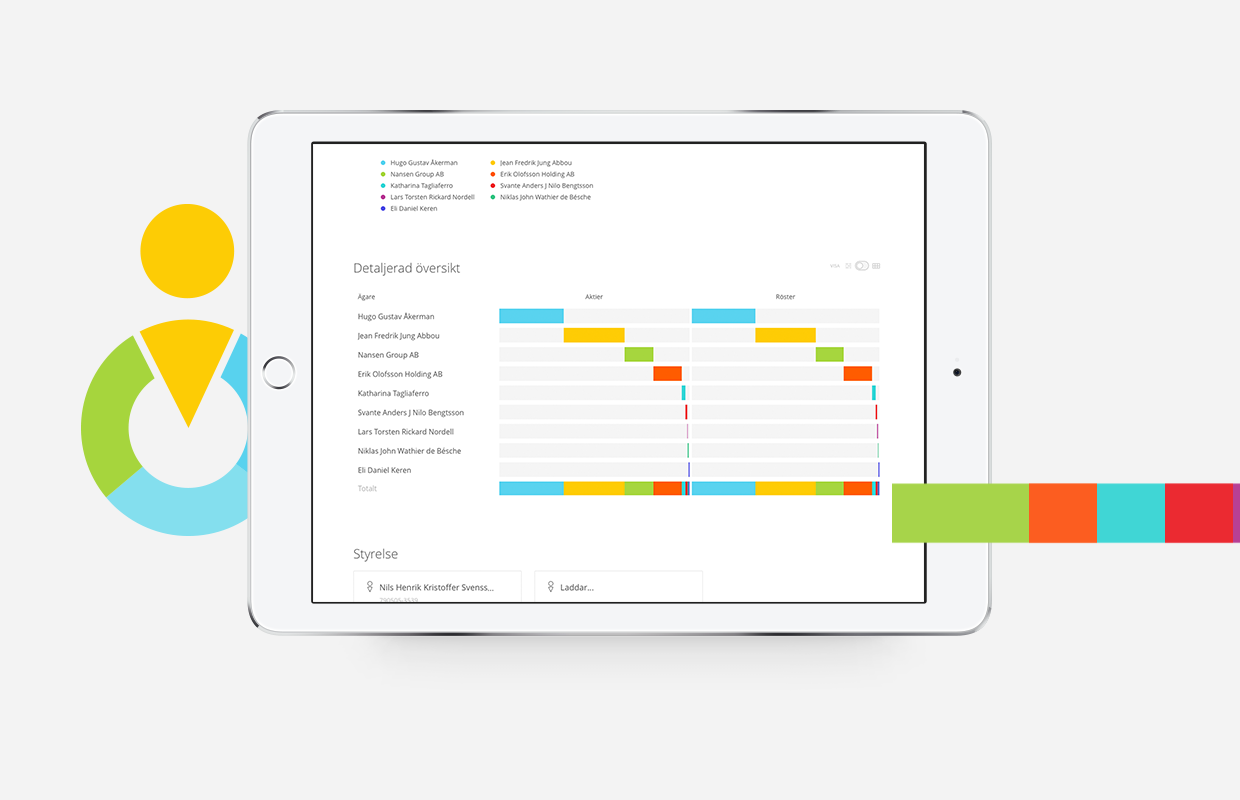 Hugo Gustav Åkerman
Jean Fredrik Jung Abbou
Nansen Group AB
Erik Olofsson Holding AB
Katharina Tagliaferro
Svante Anders J Nilo Bengtsson
Lars Torsten Rickard Nordell
Niklas John Wathier de Bésche
Eli Daniel Keren
Detaljerad översikt
Ägare
Aktier
Röster
Hugo Gustav Åkerman
Jean Fredrik Jung Abbou
Nansen Group AB
Erik Olofsson Holding AB
Katharina Tagliaferro
Svante Anders J Nilo Bengtsson
Lars Torsten Rickard Nordell
Niklas John Wathier de Bésche
Eli Daniel Keren
Totalt
Styrelse
Nils Henrik Kristoffer Svenss...
Laddar...